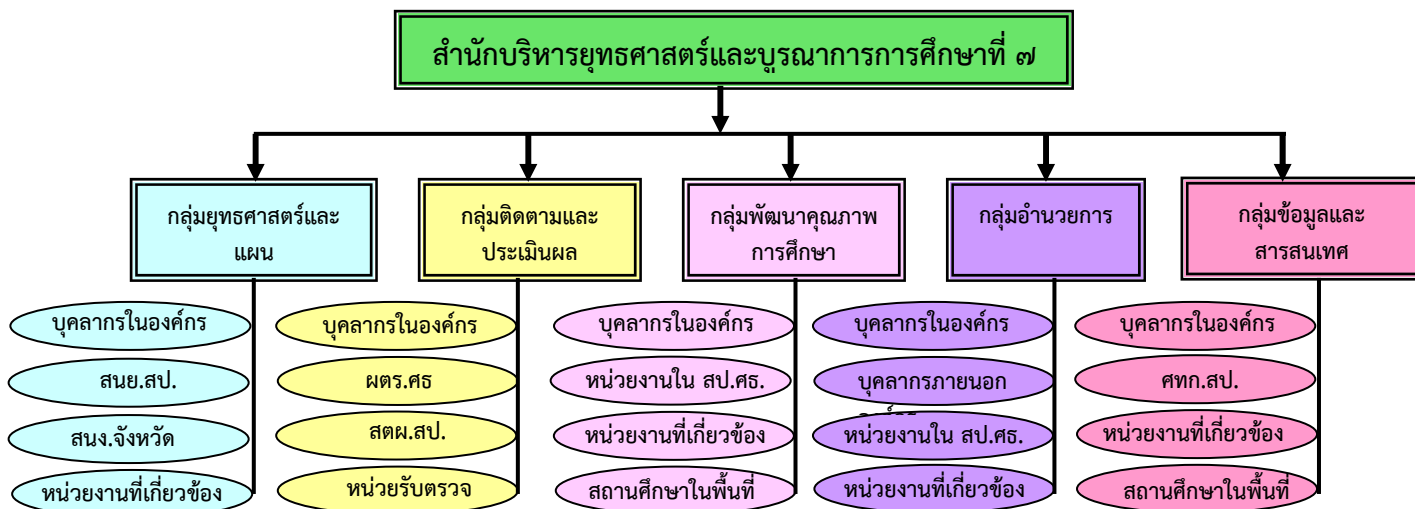 สำนักบริหารยุทธศาสตร์และบูรณาการการศึกษาที่ ๗
กลุ่มยุทธศาสตร์และ
แผน
กลุ่มติดตามและ
ประเมินผล
กลุ่มพัฒนาคุณภาพ
การศึกษา
กลุ่มอำนวยการ
กลุ่มข้อมูลและ
สารสนเทศ
บุคลากรในองค์กร
สนย.สป.
สนง.จังหวัด
หน่วยงานที่เกี่ยวข้อง
บุคลากรในองค์กร
ผตร.ศธ
สตผ.สป.
หน่วยรับตรวจ
บุคลากรในองค์กร
หน่วยงานใน สป.ศธ.
หน่วยงานที่เกี่ยวข้อง
สถานศึกษาในพื้นที่
บุคลากรในองค์กร
บุคลากรภายนอก
หน่วยงานใน สป.ศธ.
หน่วยงานที่เกี่ยวข้อง
บุคลากรในองค์กร
ศทก.สป.
หน่วยงานที่เกี่ยวข้อง
สถานศึกษาในพื้นที่